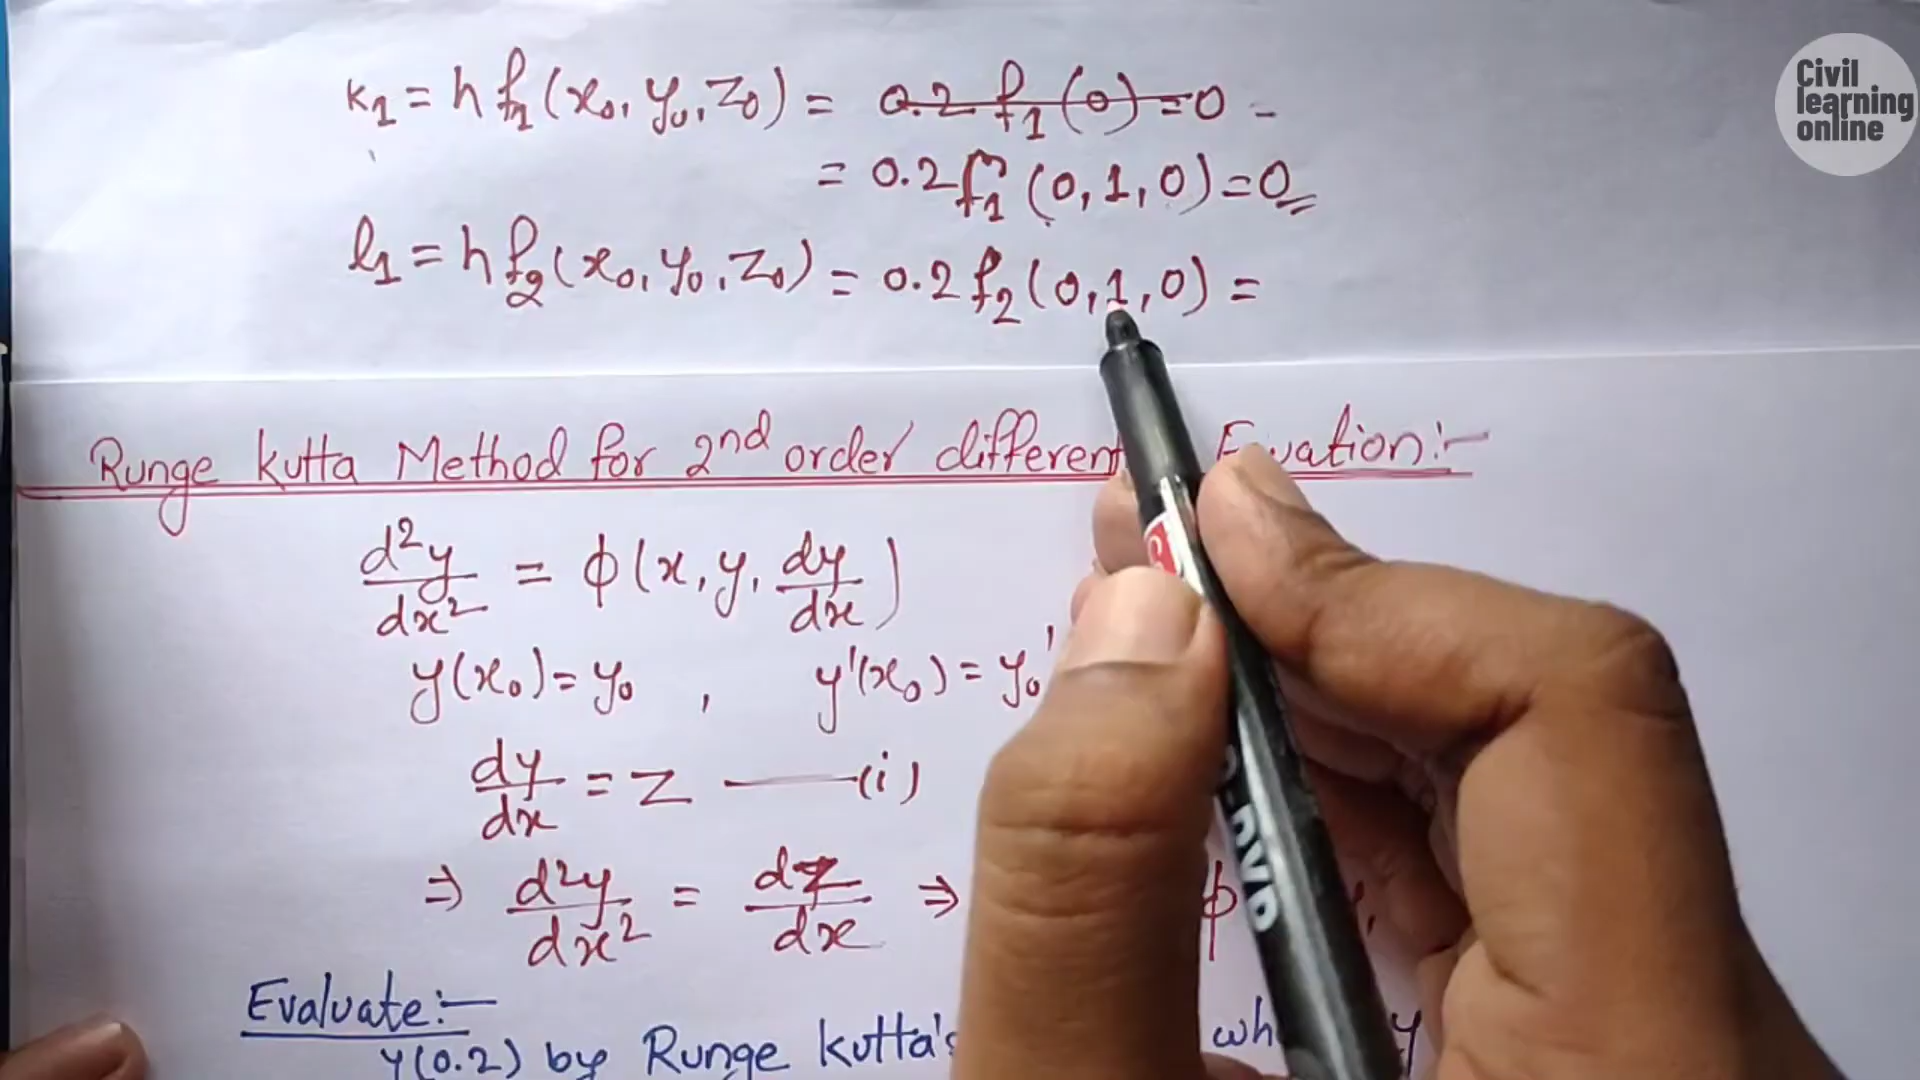 Civil
learning
online
K₁ = h f₁(x₀, y₀, z₀) = 0.2 f₁(0) = 0 -
= 0.2 f₁(0, 1, 0) = 0
l₁ = h f₂(x₀, y₀, z₀) = 0.2 f₂(0, 1, 0) =
Runge kutta Method for 2nd order different Equation:-
d²y/dx² = ϕ(x, y, dy/dx)
y(x₀) = y₀ , y'(x₀) = y₀'
dy/dx = z —— (i)
⇒ d²y/dx² = dz/dx ⇒ ϕ
Evaluate:-
y(0.2) by Runge kutta's y